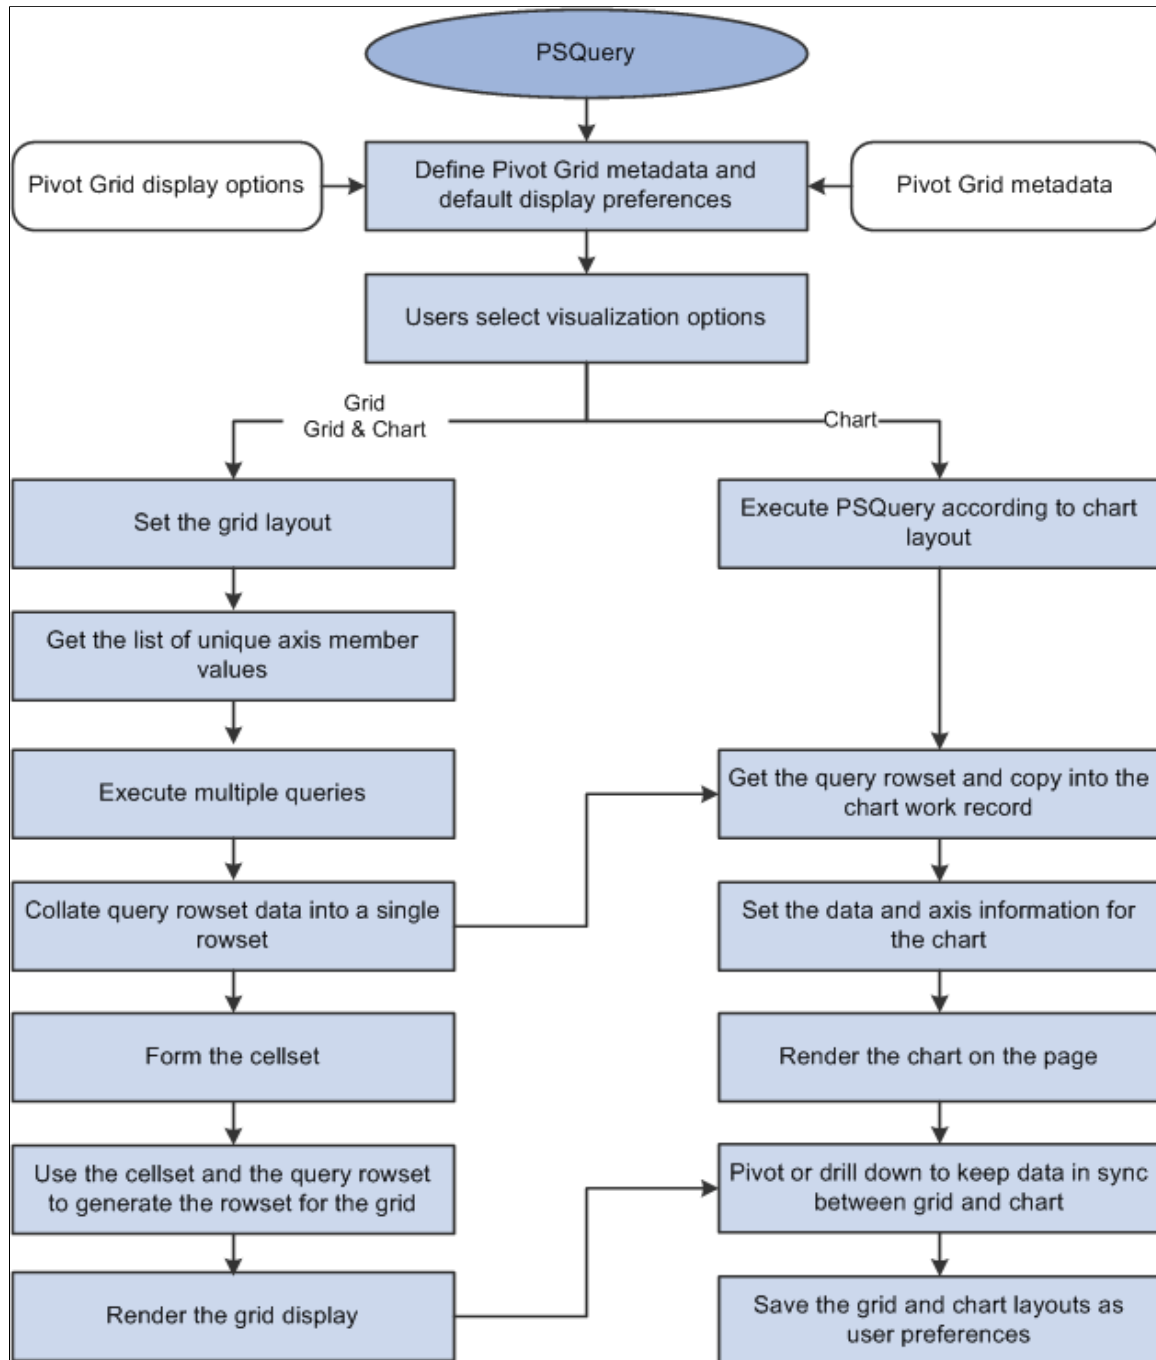 PSQuery
Pivot Grid display options
Define Pivot Grid metadata and
default display preferences
Pivot Grid metadata
Users select visualization options
Grid
Grid & Chart
Chart
Set the grid layout
Execute PSQuery according to chart
layout
Get the list of unique axis member
values
Execute multiple queries
Get the query rowset and copy into the
chart work record
Collate query rowset data into a single
rowset
Set the data and axis information for
the chart
Form the cellset
Render the chart on the page
Use the cellset and the query rowset
to generate the rowset for the grid
Pivot or drill down to keep data in sync
between grid and chart
Render the grid display
Save the grid and chart layouts as
user preferences